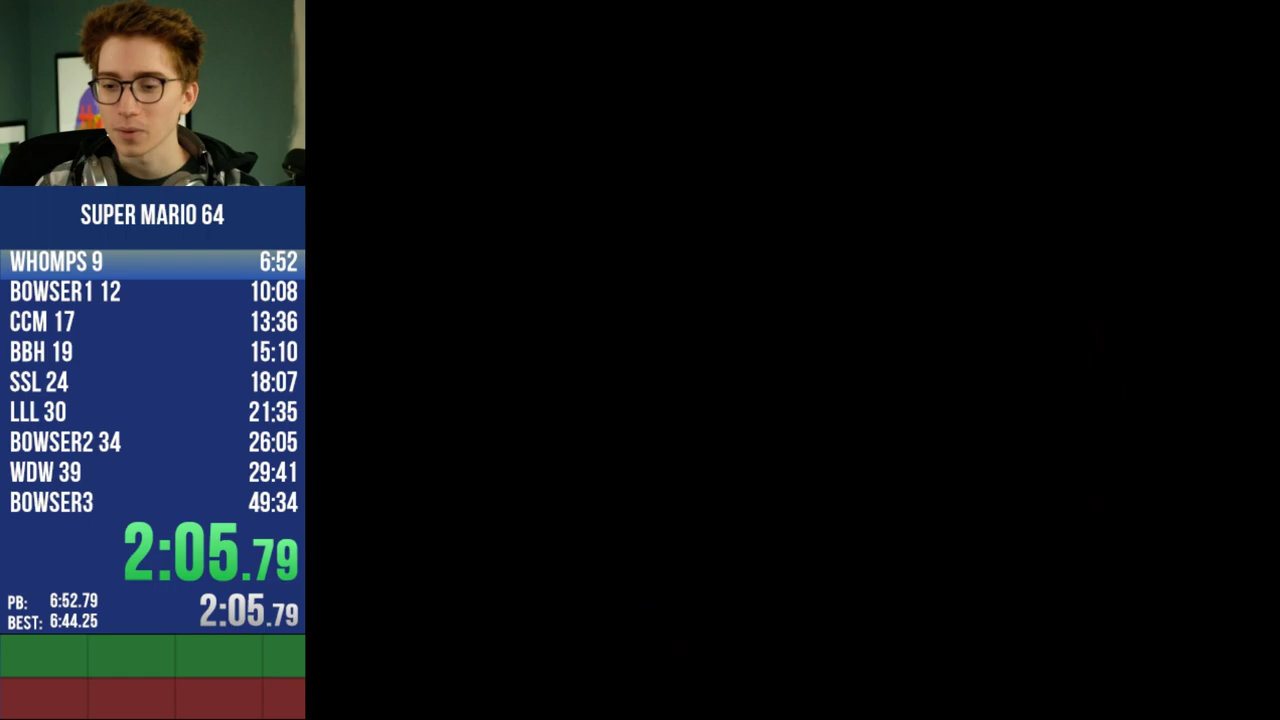 SUPER MARIO 64
WHOMPS 9 6:52
BOWSER1 12 10:08
CCM 17 13:36
BBH 19 15:10
SSL 24 18:07
LLL 30 21:35
BOWSER2 34 26:05
WDW 39 29:41
BOWSER3 49:34
2:05.79
PB: 6:52.79 2:05.79
BEST: 6:44.25